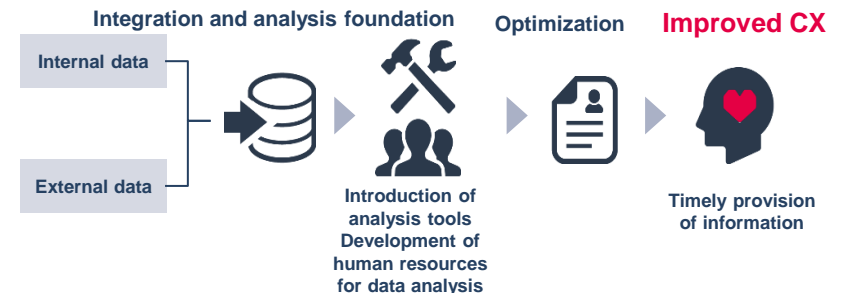 Integration and analysis foundation
Optimization
Improved CX
Internal data
External data
Introduction of
analysis tools
Development of
human resources
for data analysis
Timely provision
of information